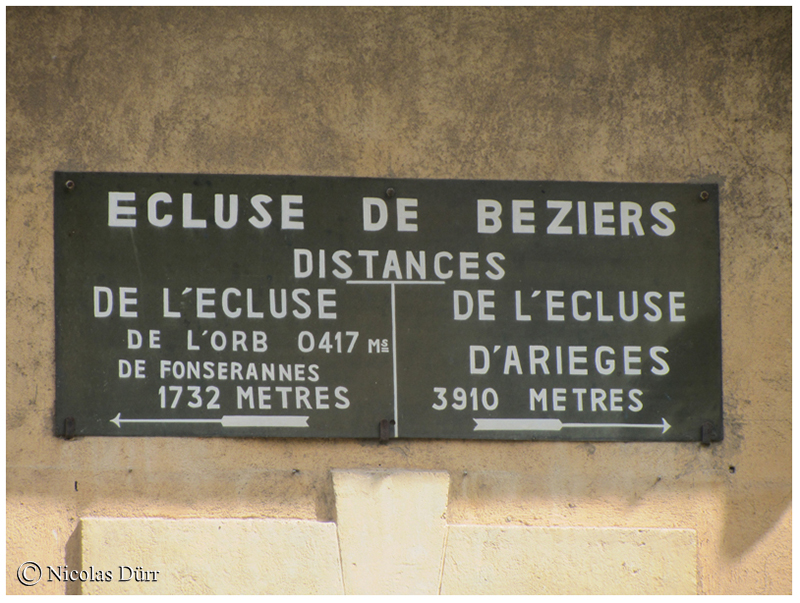 ECLUSE DE BEZIERS
DISTANCES
DE L'ECLUSE
DE L'ORB 0417 Ms
DE FONSERANNES
1732 METRES
DE L'ECLUSE
D'ARIEGES
3910 METRES
© Nicolas Dürr